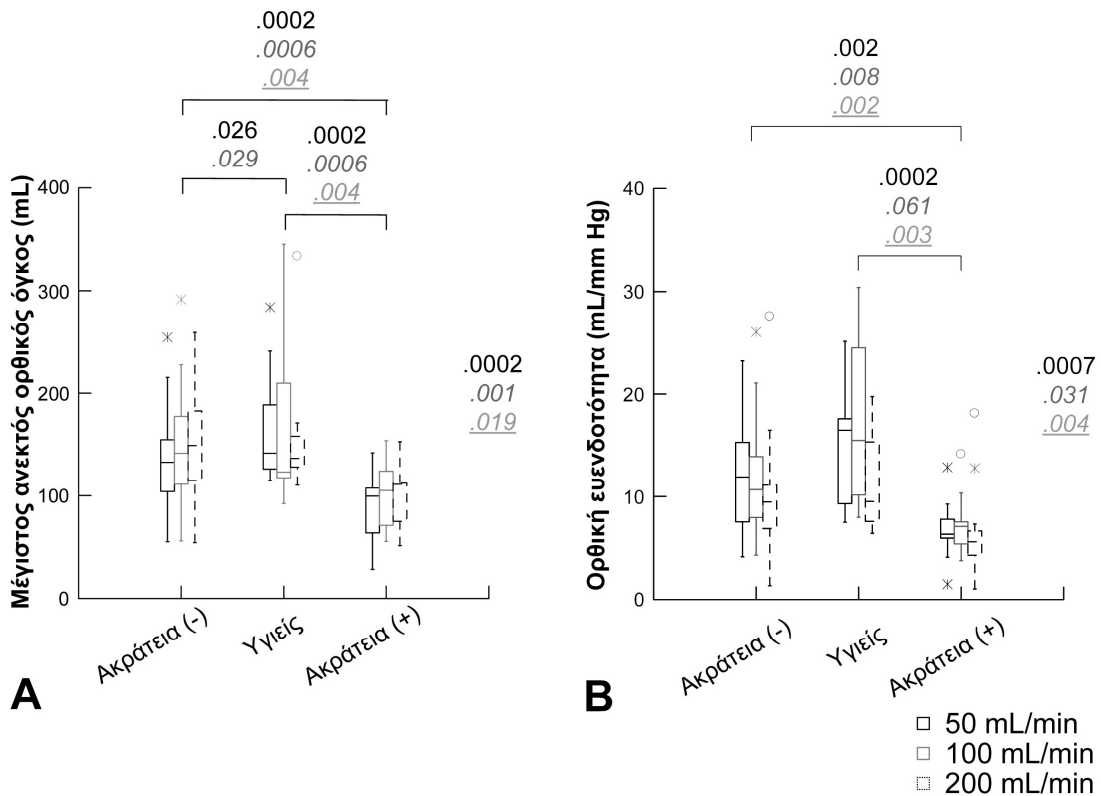 .0002
.0006
.004
.026
.029
.0002
.0006
.004
Μέγιστος ανεκτός ορθικός όγκος (mL)
400
300
200
100
0
.0002
.001
.019
Ακράτεια (-)
Υγιείς
Ακράτεια (+)
A
.002
.008
.002
.0002
.061
.003
Ορθική ευενδοτότητα (mL/mm Hg)
40
30
20
10
0
.0007
.031
.004
Ακράτεια (-)
Υγιείς
Ακράτεια (+)
B
50 mL/min
100 mL/min
200 mL/min